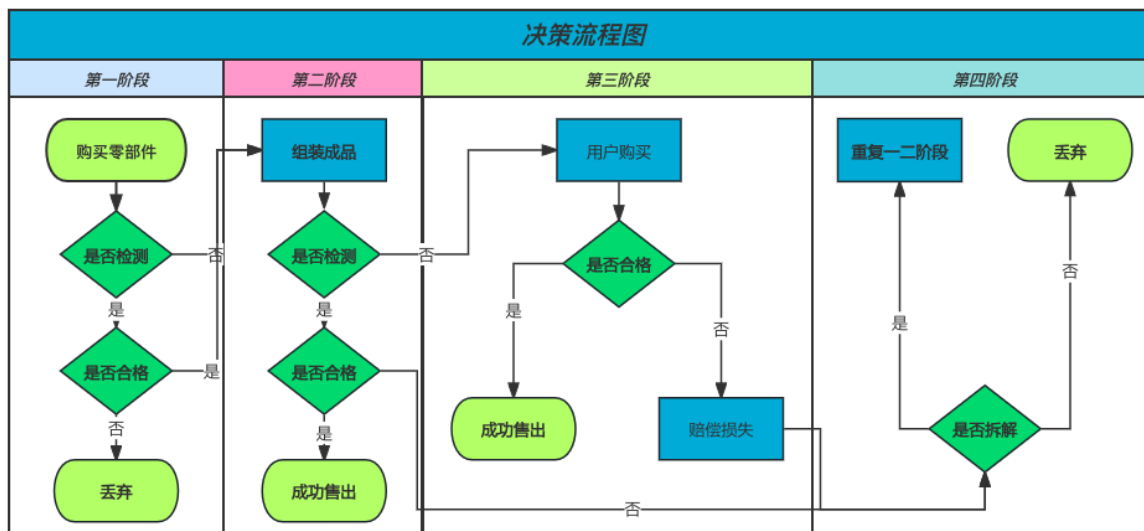 决策流程图
第一阶段
第二阶段
第三阶段
第四阶段
购买零部件
是否检测
否
是
是否合格
是
否
丢弃
组装成品
是否检测
否
是
是否合格
是
否
成功售出
用户购买
是否合格
是
否
成功售出
赔偿损失
重复一二阶段
丢弃
是
否
是否拆解